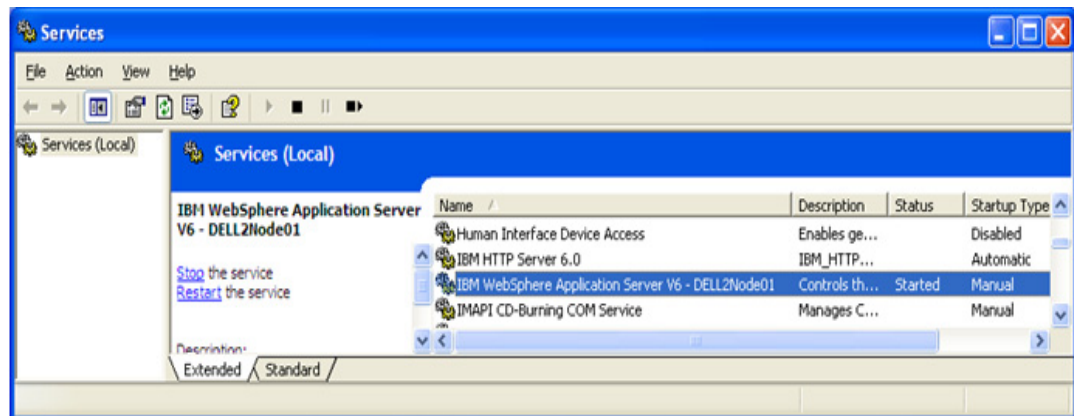 Services
File Action View Help
Services (Local)
Services (Local)
IBM WebSphere Application Server V6 - DELL2Node01
Stop the service
Restart the service
Description:
Name Description Status Startup Type
Human Interface Device Access Enables ge... Disabled
IBM HTTP Server 6.0 IBM_HTTP... Automatic
IBM WebSphere Application Server V6 - DELL2Node01 Controls th... Started Manual
IMAPI CD-Burning COM Service Manages C... Manual
Extended Standard